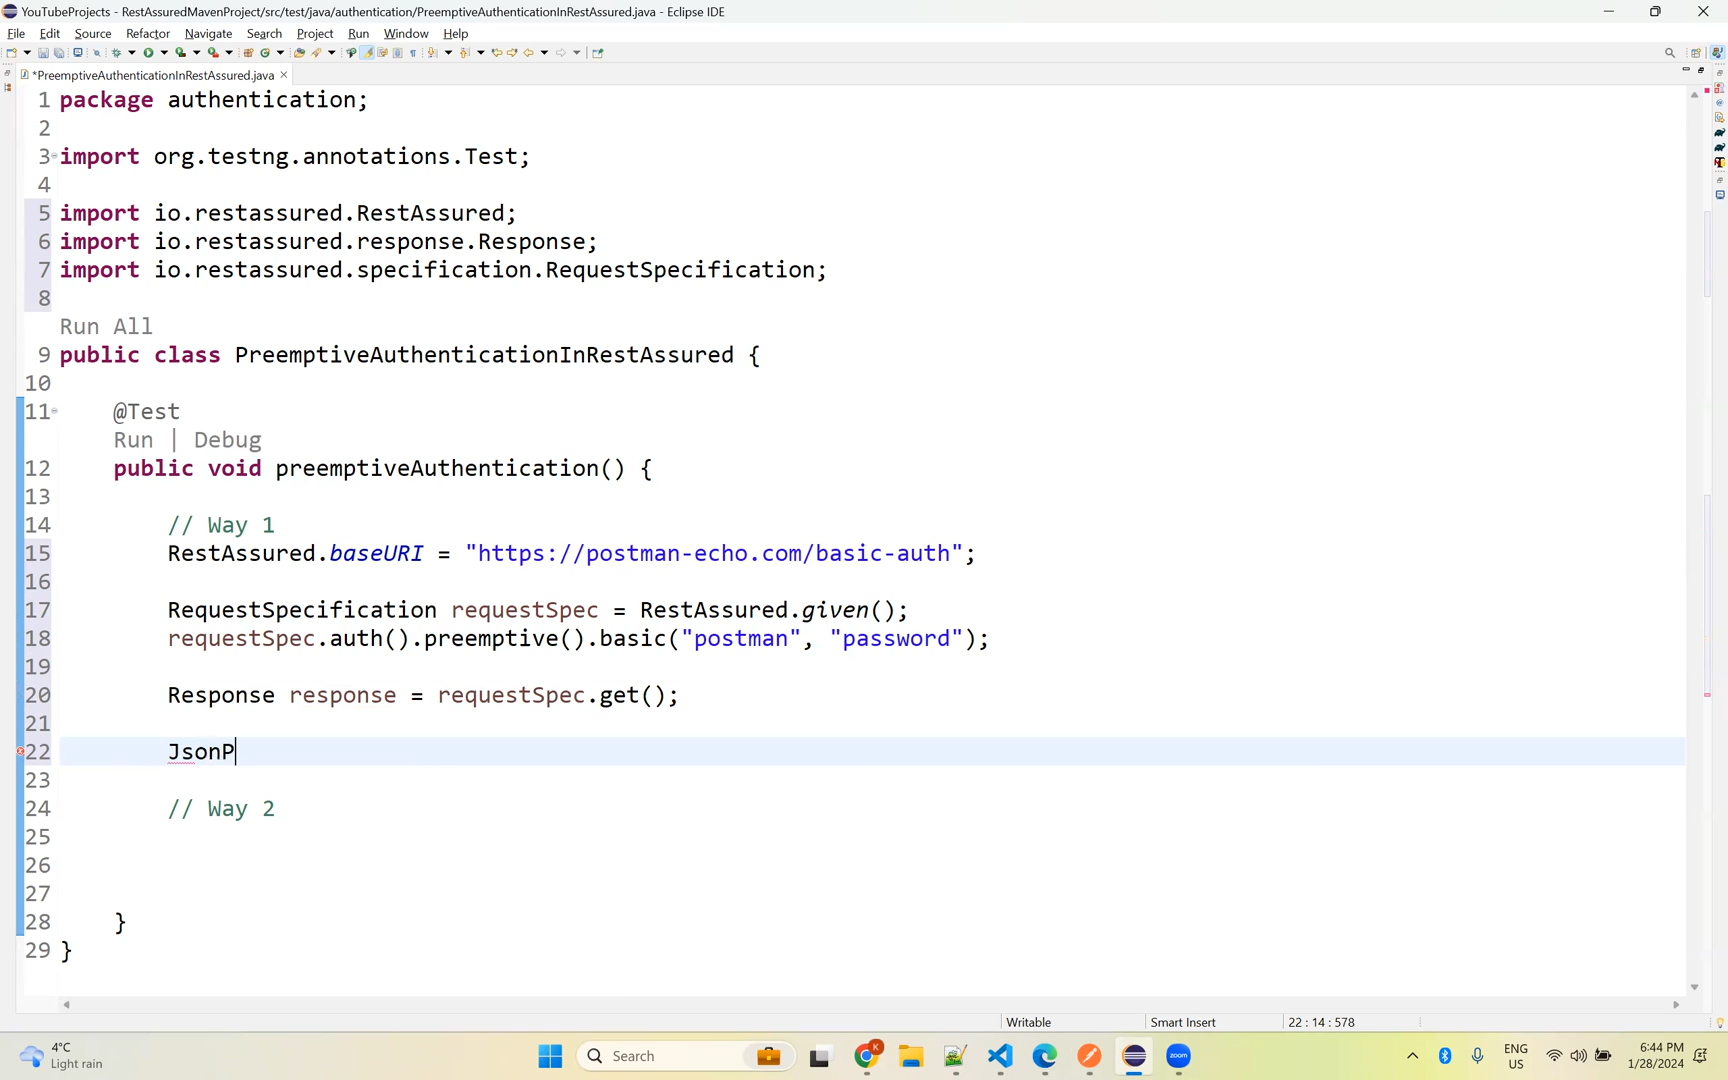 YouTubeProjects - RestAssuredMavenProject/src/test/java/authentication/PreemptiveAuthenticationInRestAssured.java - Eclipse IDE
File Edit Source Refactor Navigate Search Project Run Window Help
*PreemptiveAuthenticationInRestAssured.java
1 package authentication;
2
3 import org.testng.annotations.Test;
4
5 import io.restassured.RestAssured;
6 import io.restassured.response.Response;
7 import io.restassured.specification.RequestSpecification;
8
Run All
9 public class PreemptiveAuthenticationInRestAssured {
10
11 @Test
Run | Debug
12 public void preemptiveAuthentication() {
13
14 // Way 1
15 RestAssured.baseURI = "https://postman-echo.com/basic-auth";
16
17 RequestSpecification requestSpec = RestAssured.given();
18 requestSpec.auth().preemptive().basic("postman", "password");
19
20 Response response = requestSpec.get();
21
22 JsonP
23
24 // Way 2
25
26
27
28 }
29 }
Writable Smart Insert 22 : 14 : 578
4°C
Light rain
Search
K
zoom
ENG
US
6:44 PM
1/28/2024